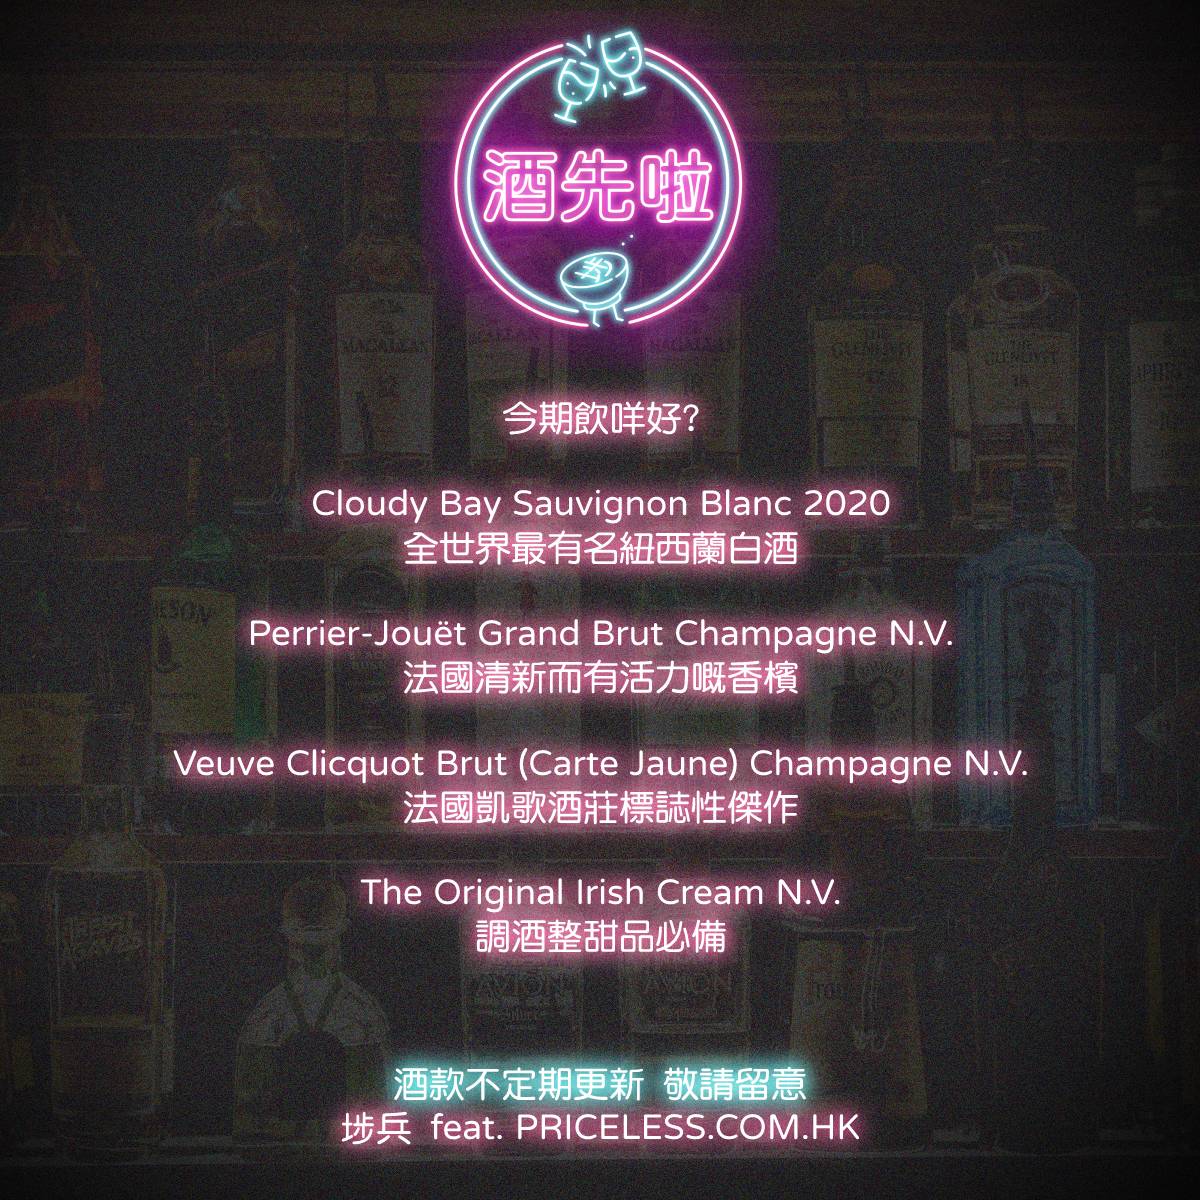 酒先啦
今期飲咩好?
Cloudy Bay Sauvignon Blanc 2020
全世界最有名紐西蘭白酒
Perrier-Jouët Grand Brut Champagne N.V.
法國清新而有活力嘅香檳
Veuve Clicquot Brut (Carte Jaune) Champagne N.V.
法國凱歌酒莊標誌性傑作
The Original Irish Cream N.V.
調酒整甜品必備
酒款不定期更新 敬請留意
埗兵 feat. PRICELESS.COM.HK